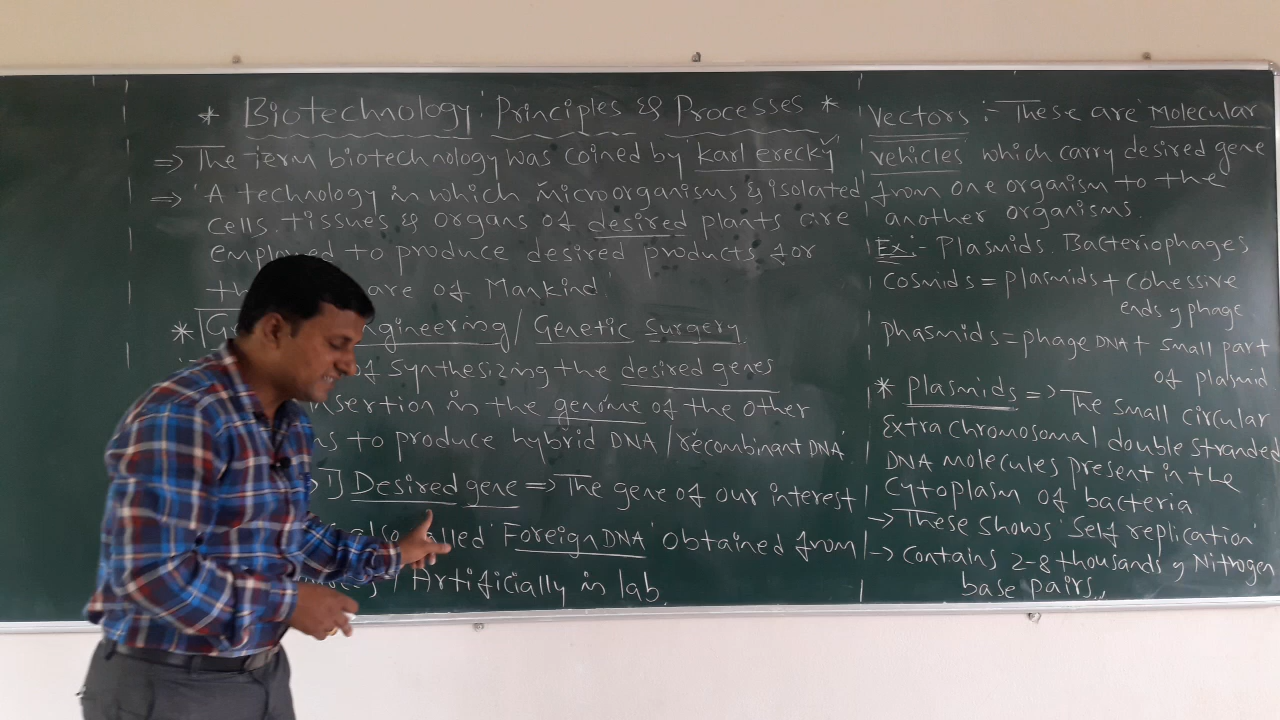 * Biotechnology: Principles & Processes *
⇒ The term biotechnology was coined by 'Karl erecky'
⇒ 'A technology in which microorganisms & isolated
cells. tissues & organs of desired plants are
employed to produce desired products for
are of Mankind.'
* Genetic Surgery.
of synthesizing the desired genes
insertion in the genome of the other
to produce hybrid DNA / recombinant DNA.
1) Desired gene ⇒ The gene of our interest
also called 'Foreign DNA' obtained from
/ Artificially in lab.
Vectors :- These are Molecular
vehicles which carry desired gene
from one organism to the
another organisms.
Ex:- Plasmids. Bacteriophages
Cosmids = plasmids + cohessive
ends of phage
phasmids = phage DNA + small part
of plasmid
* plasmids => The small circular
Extra chromosomal double stranded
DNA molecules present in the
Cytoplasm of bacteria
→ These shows 'Self replication'
→ contains 2-8 thousands of Nitrogen
base pairs..